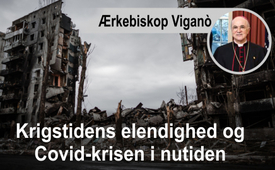 Ærkebiskop Viganò
Krigstidens elendighed og
Covid-krisen i nutiden